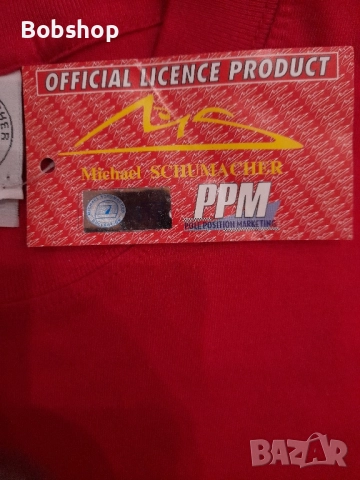 Bobshop
OFFICIAL LICENCE PRODUCT
Michael SCHUMACHER
PPM
POLE POSITION MARKETING
BAZAR